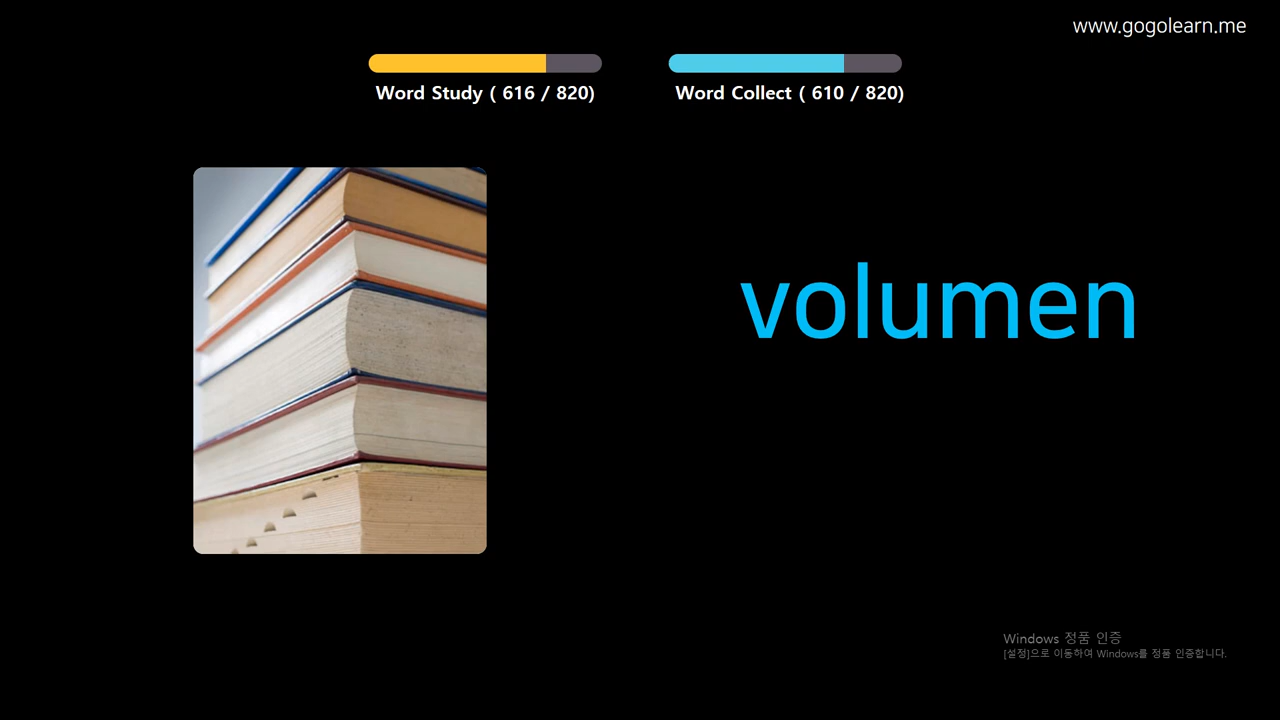 www.gogolearn.me
Word Study ( 616 / 820)
Word Collect ( 610 / 820)
volumen
Windows 정품 인증
[설정]으로 이동하여 Windows를 정품 인증합니다.